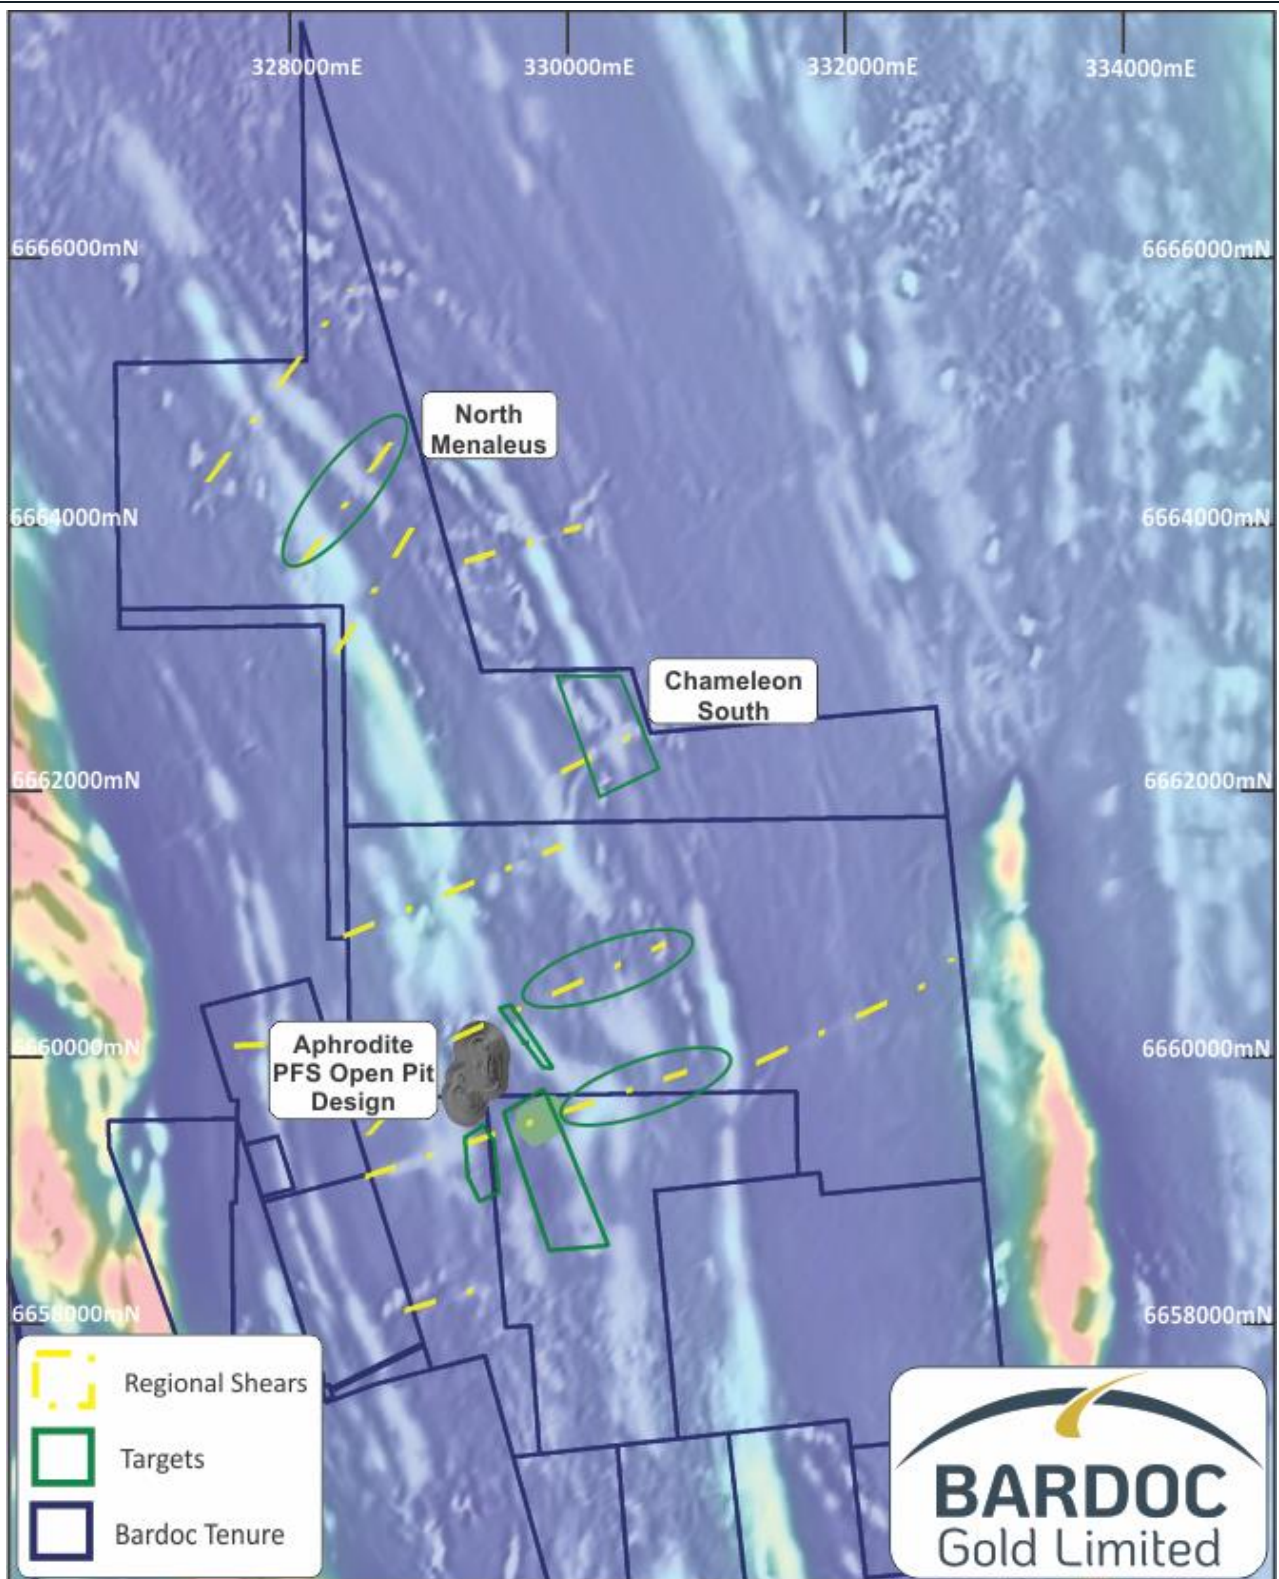 328000mE
330000mE
332000mE
334000mE
6666000mN
6666000mN
North
Menaleus
6664000mN
6664000mN
Chameleon
South
6662000mN
6662000mN
6660000mN
6660000mN
Aphrodite
PFS Open Pit
Design
6658000mN
6658000mN
Regional Shears
Targets
Bardoc Tenure
BARDOC
Gold Limited